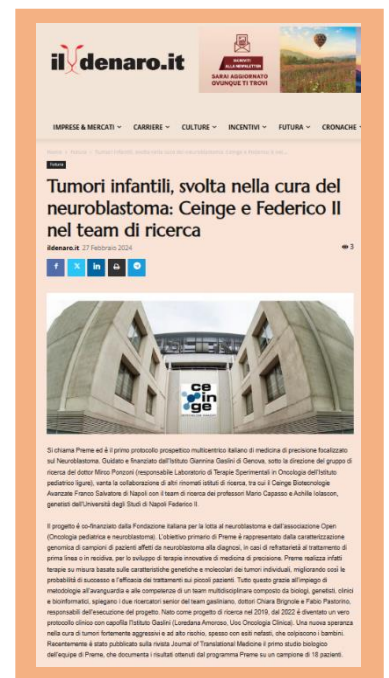 il denaro.it
ISCRIVITI
ALLA NEWSLETTER
SARAI AGGIORNATO
OVUNQUE TI TROVI
IMPRESE & MERCATI CARRIERE CULTURE INCENTIVI FUTURA CRONACHE
Futura
Tumori infantili, svolta nella cura del
neuroblastoma: Ceinge e Federico II
nel team di ricerca
ildenaro.it 27 Febbraio 2024 3
ce
in
ge
Si chiama Preme ed è il primo protocollo prospettico multicentrico italiano di medicina di precisione focalizzato
sul Neuroblastoma. Guidato e finanziato dall'Istituto Giannina Gaslini di Genova, sotto la direzione del gruppo di
ricerca del dottor Mirco Ponzoni (responsabile Laboratorio di Terapie Sperimentali in Oncologia dell'Istituto
pediatrico ligure), vanta la collaborazione di altri rinomati istituti di ricerca, tra cui il Ceinge Biotecnologie
Avanzate Franco Salvatore di Napoli con il team di ricerca dei professori Mario Capasso e Achille Iolascon,
genetisti dell'Università degli Studi di Napoli Federico II.
Il progetto è co-finanziato dalla Fondazione Italiana per la lotta al neuroblastoma e dall'associazione Open
(Oncologia pediatrica e neuroblastoma). L'obiettivo primario di Preme è rappresentato dalla caratterizzazione
genomica di campioni di pazienti affetti da neuroblastoma alla diagnosi, in casi di refrattarietà al trattamento di
prima linea o in recidiva, per lo sviluppo di terapie innovative di medicina di precisione. Preme realizza infatti
terapie su misura basate sulle caratteristiche genetiche e molecolari dei tumori individuali, migliorando così le
probabilità di successo e l'efficacia dei trattamenti sui piccoli pazienti. Tutto questo grazie all'impiego di
metodologie all'avanguardia e alle competenze di un team multidisciplinare composto da biologi, genetisti, clinici
e bioinformatici, spiegano i due ricercatori senior del team gasliniano, dottori Chiara Brignole e Fabio Pastorino,
responsabili dell'esecuzione del progetto. Nato come progetto di ricerca nel 2019, dal 2022 è diventato un vero
protocollo clinico con capofila l'Istituto Gaslini (Loredana Amoroso, Uoc Oncologia Clinica). Una nuova speranza
nella cura di tumori fortemente aggressivi e ad alto rischio, spesso con esiti nefasti, che colpiscono i bambini.
Recentemente è stato pubblicato sulla rivista Journal of Translational Medicine il primo studio biologico
dell'equipe di Preme, che documenta i risultati ottenuti dal programma Preme su un campione di 18 pazienti.